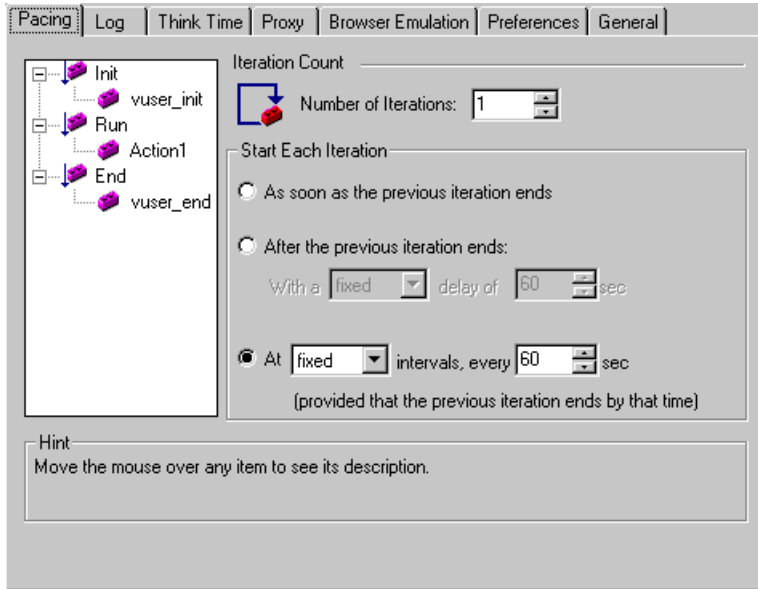 Pacing Log Think Time Proxy Browser Emulation Preferences General
Init
vuser_init
Run
Action1
End
vuser_end
Iteration Count
Number of Iterations: 1
Start Each Iteration
As soon as the previous iteration ends
After the previous iteration ends:
With a fixed delay of 60 sec
At fixed intervals, every 60 sec
(provided that the previous iteration ends by that time)
Hint
Move the mouse over any item to see its description.